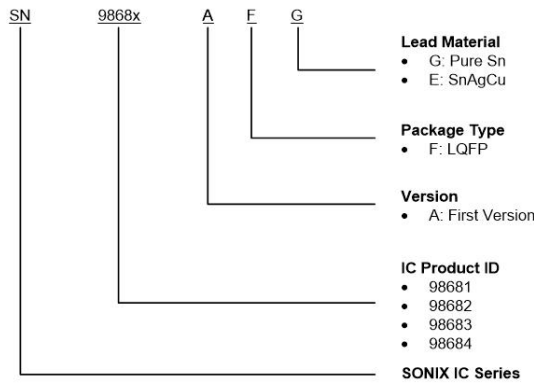 SN 9868x A F G
Lead Material
• G: Pure Sn
• E: SnAgCu
Package Type
• F: LQFP
Version
• A: First Version
IC Product ID
• 98681
• 98682
• 98683
• 98684
SONIX IC Series